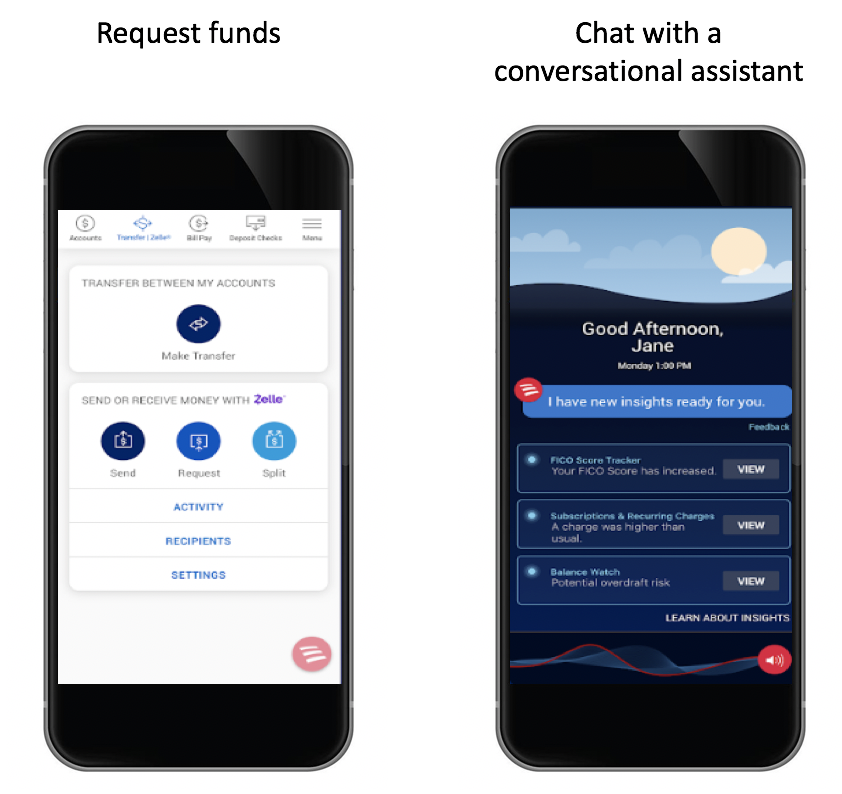 Request funds
Chat with a
conversational assistant
Accounts
Transfer | Zelle®
Bill Pay
Deposit Checks
Menu
TRANSFER BETWEEN MY ACCOUNTS
Make Transfer
SEND OR RECEIVE MONEY WITH Zelle®
Send
Request
Split
ACTIVITY
RECIPIENTS
SETTINGS
Good Afternoon,
Jane
Monday 1:00 PM
I have new insights ready for you.
Feedback
FICO Score Tracker
Your FICO Score has increased.
VIEW
Subscriptions & Recurring Charges
A charge was higher than
usual.
VIEW
Balance Watch
Potential overdraft risk
VIEW
LEARN ABOUT INSIGHTS